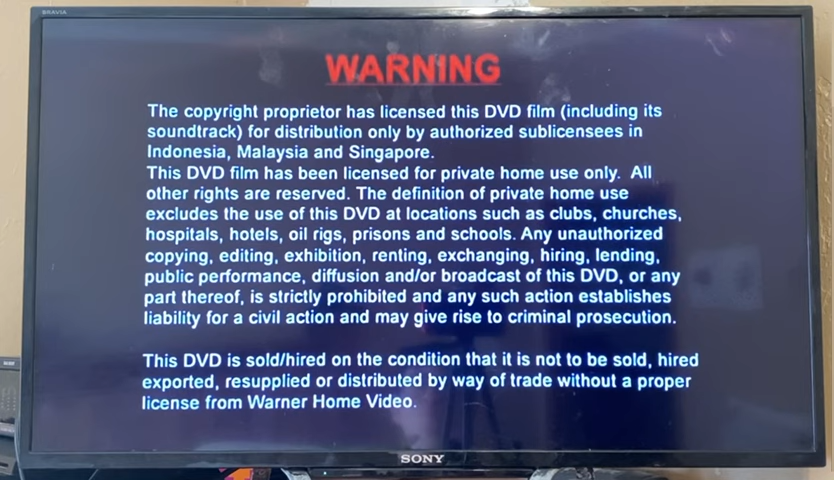 BRAVIA
WARNING
The copyright proprietor has licensed this DVD film (including its
soundtrack) for distribution only by authorized sublicensees in
Indonesia, Malaysia and Singapore.
This DVD film has been licensed for private home use only. All
other rights are reserved. The definition of private home use
excludes the use of this DVD at locations such as clubs, churches,
hospitals, hotels, oil rigs, prisons and schools. Any unauthorized
copying, editing, exhibition, renting, exchanging, hiring, lending,
public performance, diffusion and/or broadcast of this DVD, or any
part thereof, is strictly prohibited and any such action establishes
liability for a civil action and may give rise to criminal prosecution.
This DVD is sold/hired on the condition that it is not to be sold, hired
exported, resupplied or distributed by way of trade without a proper
license from Warner Home Video.
SONY